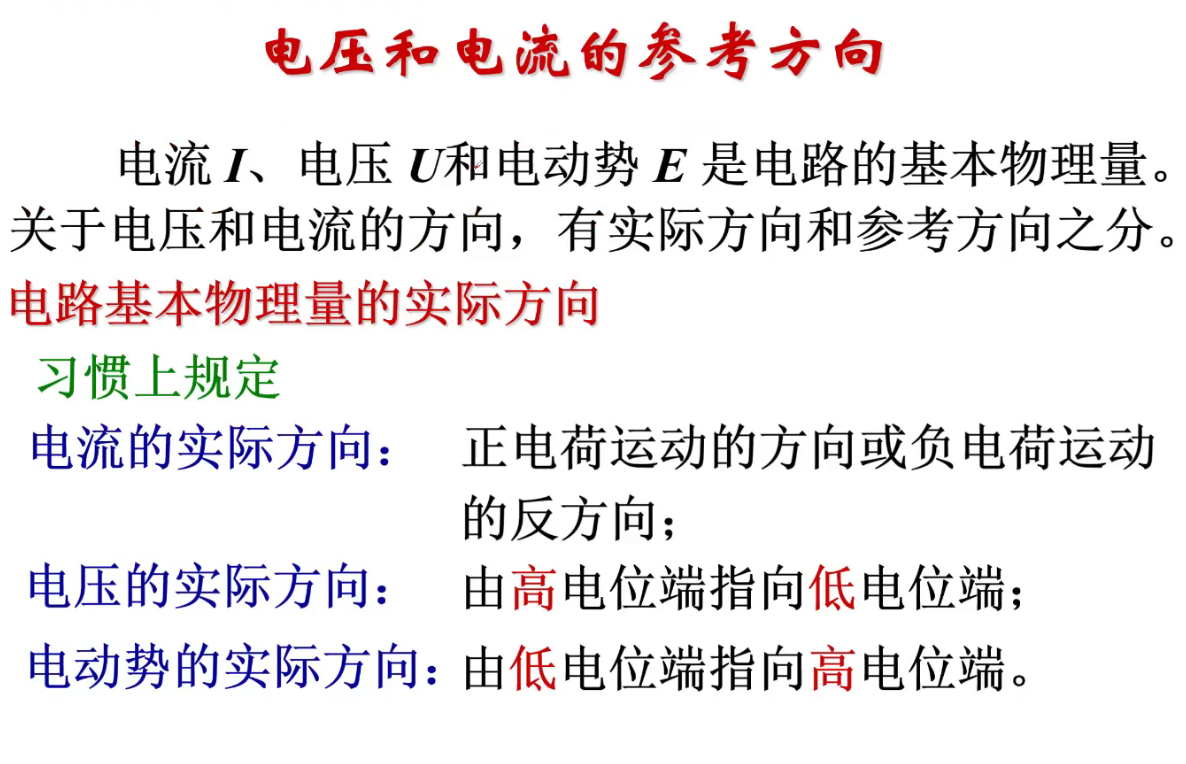 电压和电流的参考方向
电流 I、电压 U和电动势 E 是电路的基本物理量。
关于电压和电流的方向，有实际方向和参考方向之分。
电路基本物理量的实际方向
习惯上规定
电流的实际方向： 正电荷运动的方向或负电荷运动
的反方向；
电压的实际方向： 由高电位端指向低电位端；
电动势的实际方向：由低电位端指向高电位端。